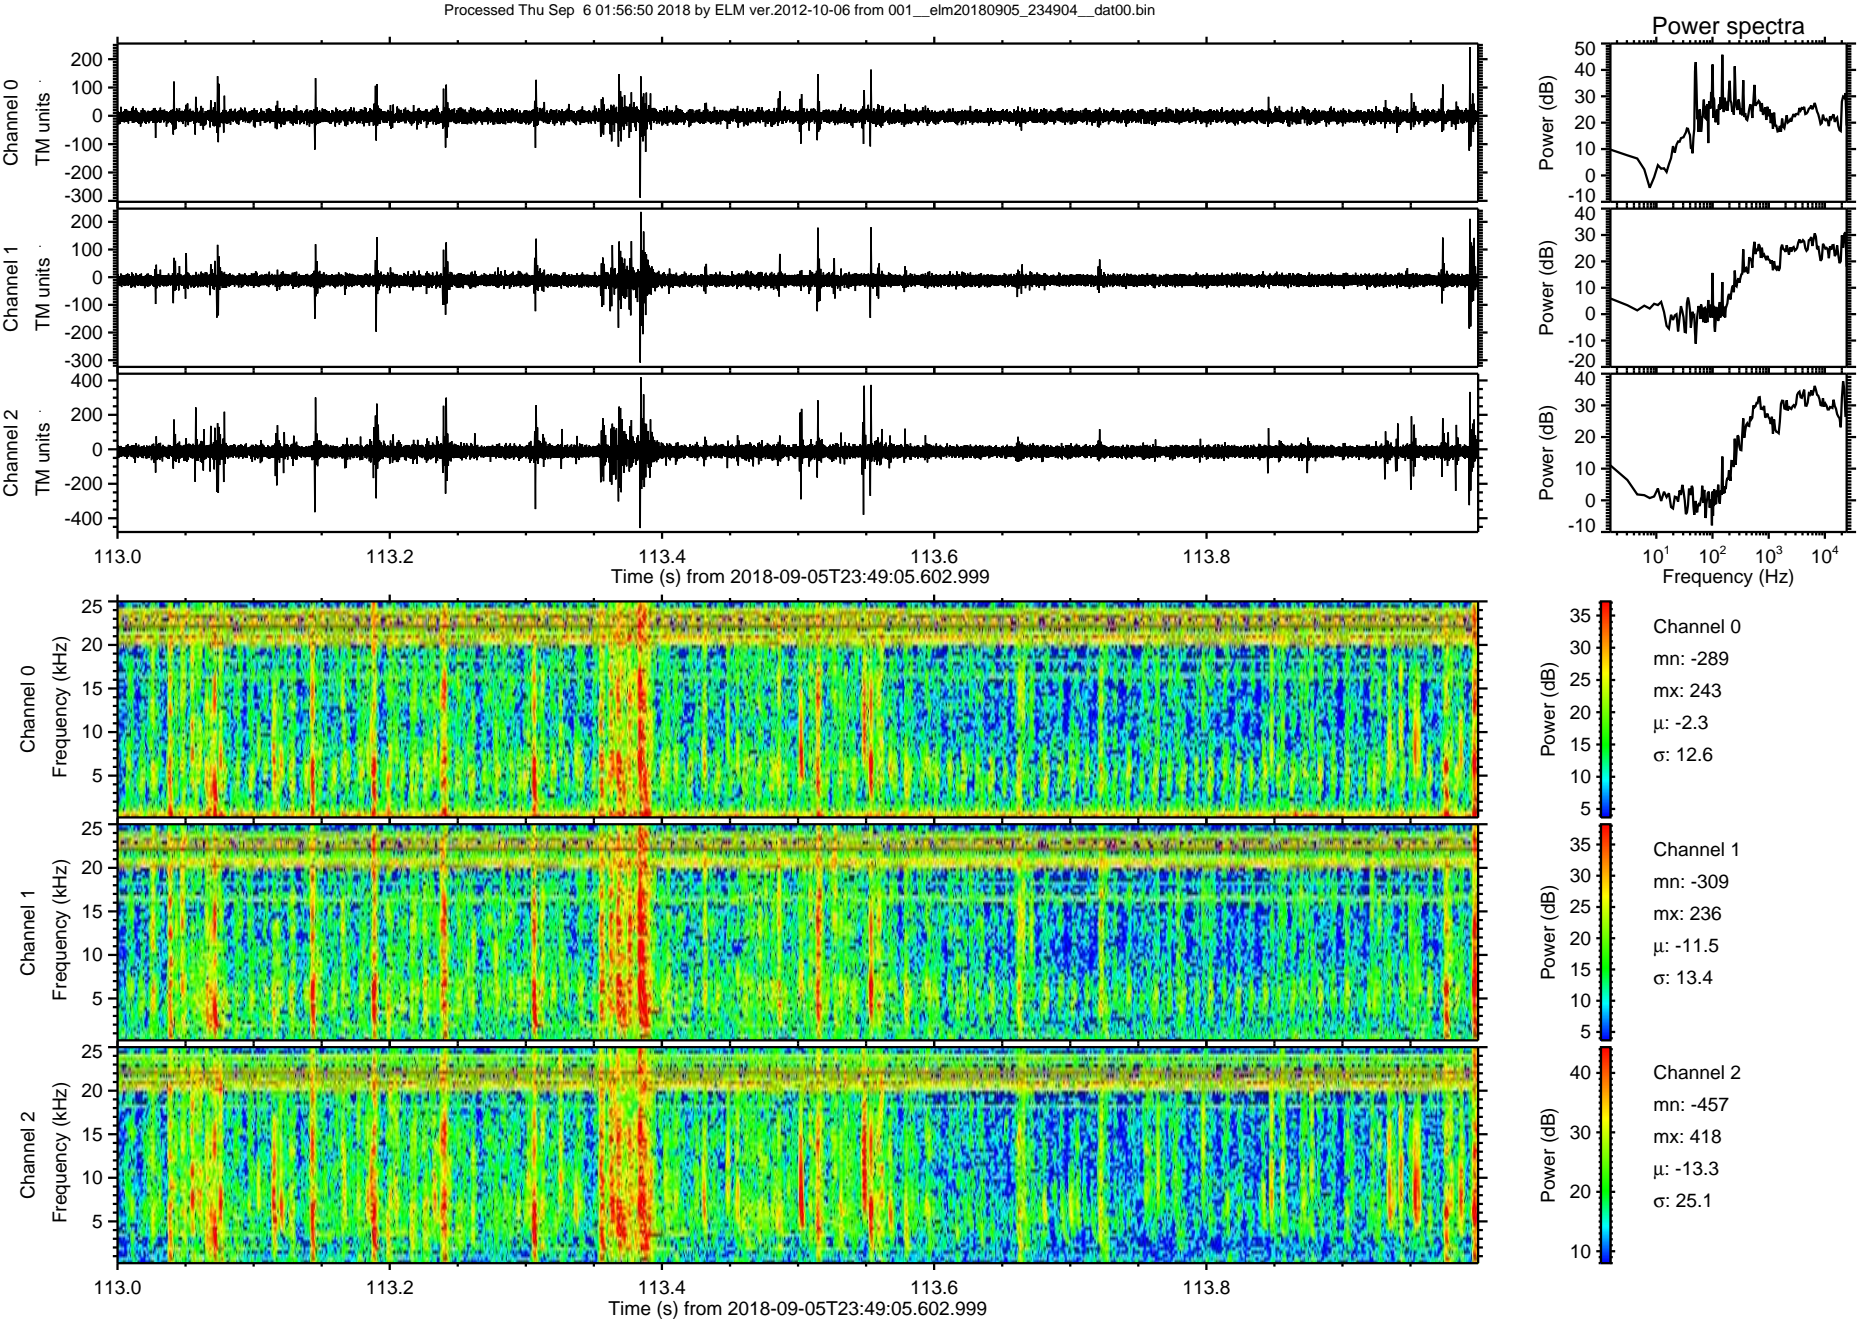 Processed Thu Sep  6 01:56:50 2018 by ELM ver.2012-10-06 from 001__elm20180905_234904__dat00.bin
Power spectra
Channel 0
TM units
200
100
0
-100
-200
-300
Power (dB)
50
40
30
20
10
0
-10
Channel 1
TM units
200
100
0
-100
-200
-300
Power (dB)
40
30
20
10
0
-10
-20
Channel 2
TM units
400
200
0
-200
-400
Power (dB)
40
30
20
10
0
-10
113.0
113.2
113.4
113.6
113.8
Time (s) from 2018-09-05T23:49:05.602.999
10¹
10²
10³
10⁴
Frequency (Hz)
Channel 0
Frequency (kHz)
25
20
15
10
5
Power (dB)
35
30
25
20
15
10
5
Channel 0
mn: -289
mx: 243
μ: -2.3
σ: 12.6
Channel 1
Frequency (kHz)
25
20
15
10
5
Power (dB)
35
30
25
20
15
10
5
Channel 1
mn: -309
mx: 236
μ: -11.5
σ: 13.4
Channel 2
Frequency (kHz)
25
20
15
10
5
Power (dB)
40
30
20
10
Channel 2
mn: -457
mx: 418
μ: -13.3
σ: 25.1
113.0
113.2
113.4
113.6
113.8
Time (s) from 2018-09-05T23:49:05.602.999